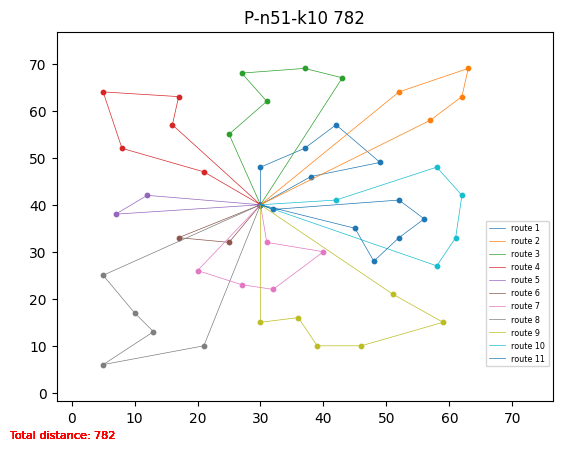 P-n51-k10 782
70
60
50
40
30
20
10
0
0 10 20 30 40 50 60 70
route 1
route 2
route 3
route 4
route 5
route 6
route 7
route 8
route 9
route 10
route 11
Total distance: 782